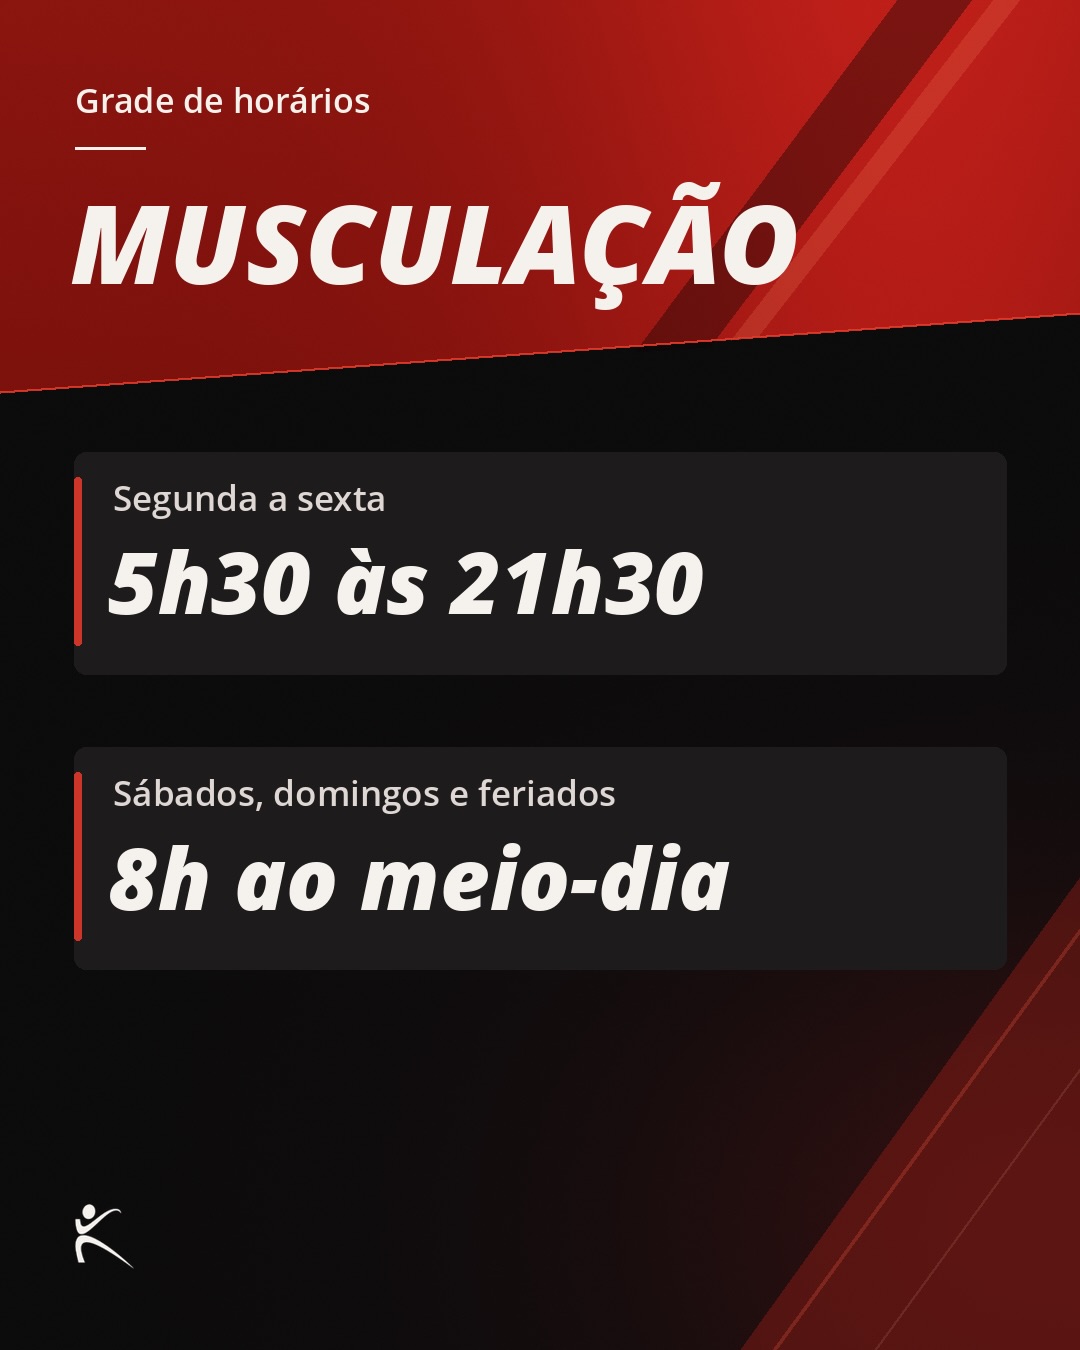 Grade de horários
MUSCULAÇÃO
Segunda a sexta
5h30 às 21h30
Sábados, domingos e feriados
8h ao meio-dia